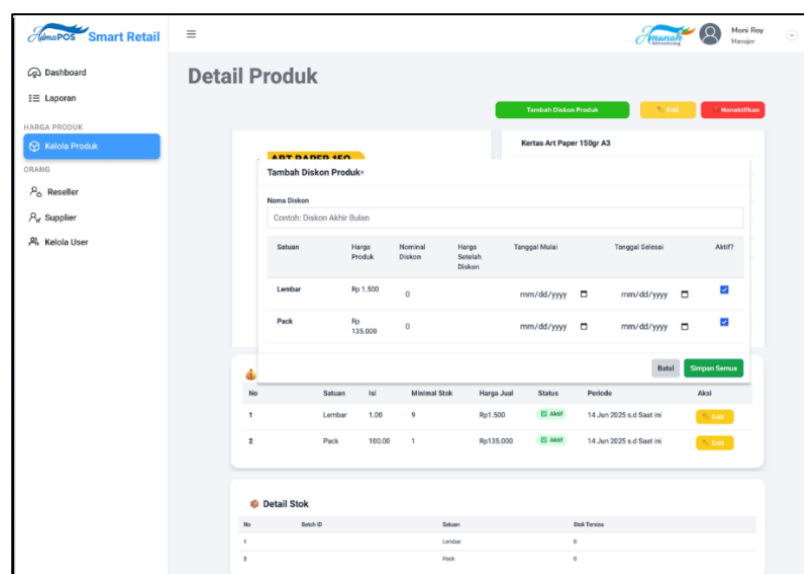 AdmaPOS Smart Retail
Amanah
Moni Roy
Manajer
Dashboard
Laporan
HARGA PRODUK
Kelola Produk
ORANG
Reseller
Supplier
Kelola User
Detail Produk
Tambah Diskon Produk
Edit
Nonaktifkan
Kertas Art Paper 150gr A3
ART PAPER 150
Tambah Diskon Produk×
Nama Diskon
Contoh: Diskon Akhir Bulan
Satuan Harga Produk Nominal Diskon Harga Setelah Diskon Tanggal Mulai Tanggal Selesai Aktif?
Lembar Rp 1.500 0 mm/dd/yyyy mm/dd/yyyy
Pack Rp 135.000 0 mm/dd/yyyy mm/dd/yyyy
Batal Simpan Semua
No Satuan Isi Minimal Stok Harga Jual Status Periode Aksi
1 Lembar 1.00 9 Rp1.500 Aktif 14 Jun 2025 s.d Saat ini Edit
2 Pack 100.00 1 Rp135.000 Aktif 14 Jun 2025 s.d Saat ini Edit
Detail Stok
No Batch ID Satuan Stok Tersisa
1 Lembar 0
2 Pack 0